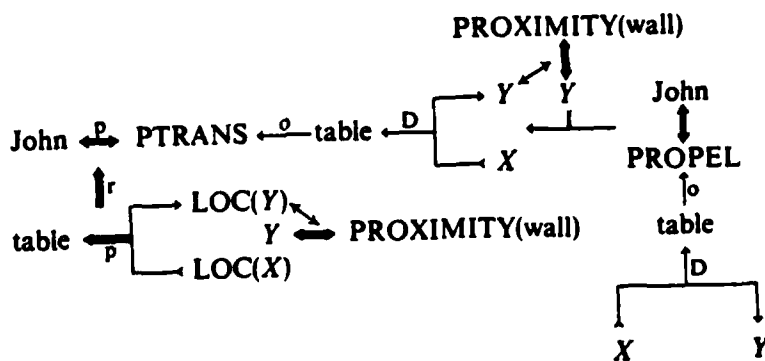 PROXIMITY(wall)
Y Y John
John p PTRANS o table D
X PROPEL
r o
LOC(Y) table
table p Y PROXIMITY(wall)
LOC(X) D
X Y